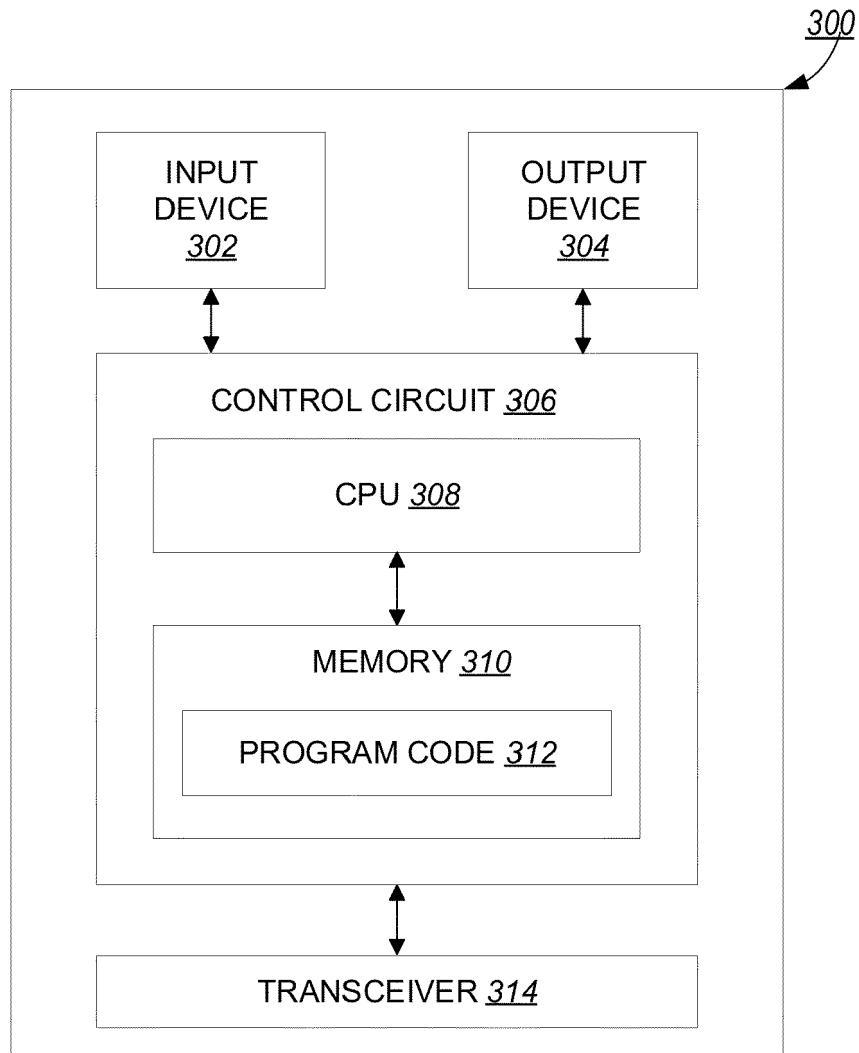 300
INPUT
DEVICE
302
OUTPUT
DEVICE
304
CONTROL CIRCUIT 306
CPU 308
MEMORY 310
PROGRAM CODE 312
TRANSCEIVER 314